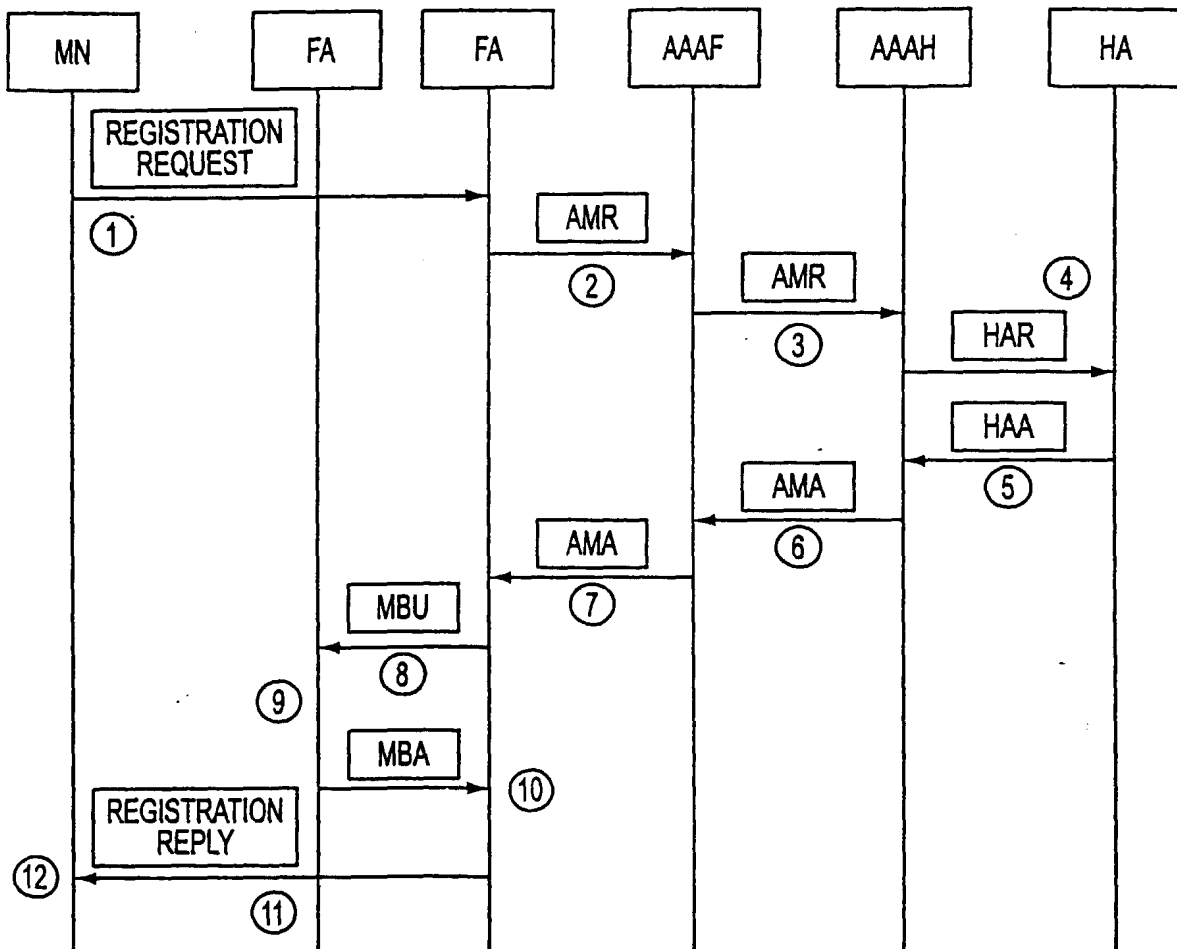 MN
FA
FA
AAAF
AAAH
HA
REGISTRATION
REQUEST
1
AMR
2
AMR
3
4
HAR
HAA
5
AMA
6
AMA
7
MBU
8
9
MBA
10
REGISTRATION
REPLY
12
11